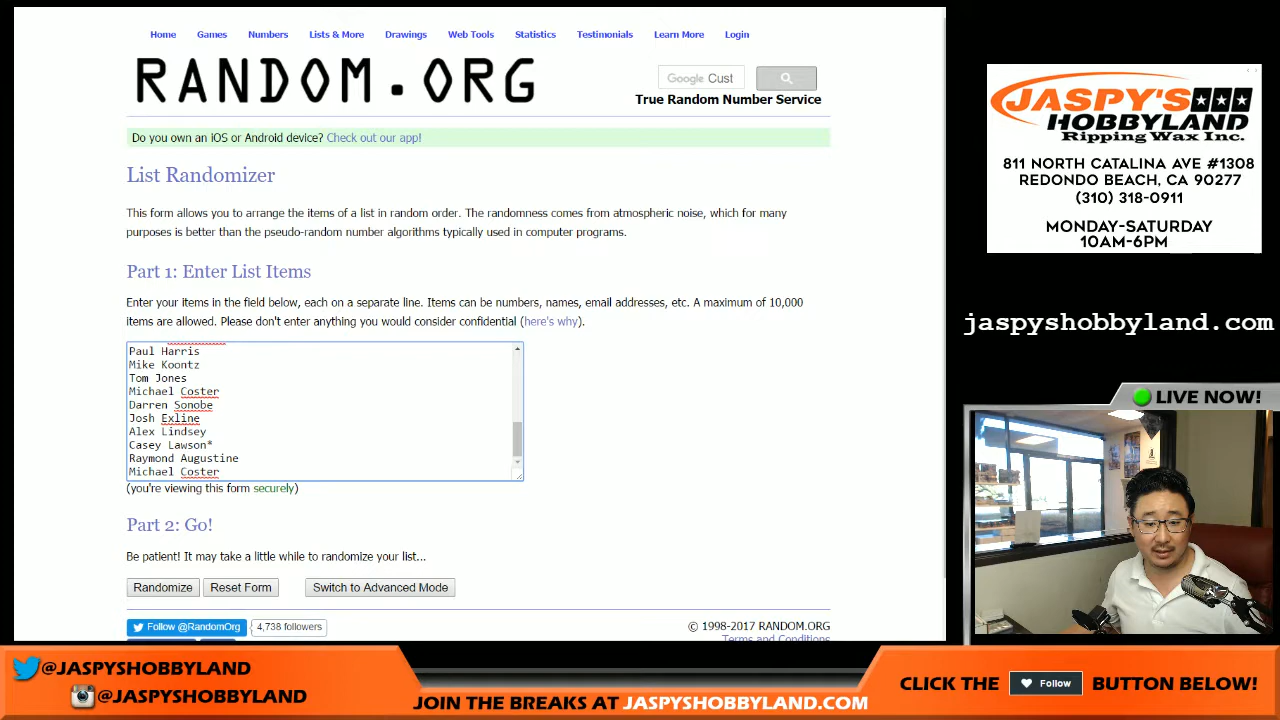 Home Games Numbers Lists & More Drawings Web Tools Statistics Testimonials Learn More Login
RANDOM.ORG
Google Cust
True Random Number Service
Do you own an iOS or Android device? Check out our app!
List Randomizer
This form allows you to arrange the items of a list in random order. The randomness comes from atmospheric noise, which for many
purposes is better than the pseudo-random number algorithms typically used in computer programs.
Part 1: Enter List Items
Enter your items in the field below, each on a separate line. Items can be numbers, names, email addresses, etc. A maximum of 10,000
items are allowed. Please don't enter anything you would consider confidential (here's why).
Paul Harris
Mike Koontz
Tom Jones
Michael Coster
Darren Sonobe
Josh Exline
Alex Lindsey
Casey Lawson*
Raymond Augustine
Michael Coster
(you're viewing this form securely)
Part 2: Go!
Be patient! It may take a little while to randomize your list...
Randomize Reset Form Switch to Advanced Mode
Follow @RandomOrg 4,738 followers
© 1998-2017 RANDOM.ORG
Terms and Conditions
JASPY'S
HOBBYLAND
Ripping Wax Inc.
811 NORTH CATALINA AVE #1308
REDONDO BEACH, CA 90277
(310) 318-0911
MONDAY-SATURDAY
10AM-6PM
jaspyshobbyland.com
LIVE NOW!
@JASPYSHOBBYLAND
@JASPYSHOBBYLAND
JOIN THE BREAKS AT JASPYSHOBBYLAND.COM
CLICK THE Follow BUTTON BELOW!